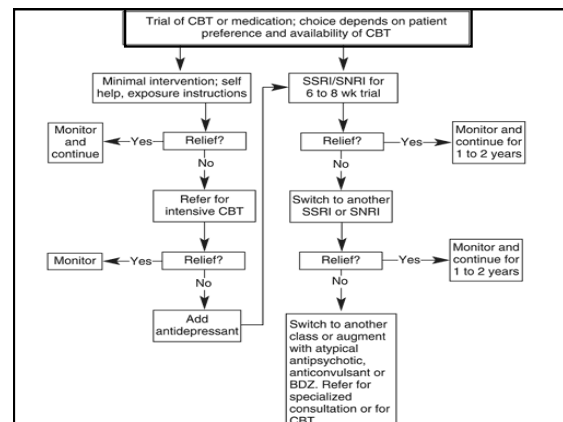 Trial of CBT or medication; choice depends on patient
preference and availability of CBT
Minimal intervention; self
help, exposure instructions
SSRI/SNRI for
6 to 8 wk trial
Monitor
and
continue
Yes
Relief?
Relief?
Yes
Monitor and
continue for
1 to 2 years
No
No
Refer for
intensive CBT
Switch to another
SSRI or SNRI
Monitor
Yes
Relief?
Relief?
Yes
Monitor and
continue for
1 to 2 years
No
No
Add
antidepressant
Switch to another
class or augment
with atypical
antipsychotic,
anticonvulsant or
BDZ. Refer for
specialized
consultation or for
CBT